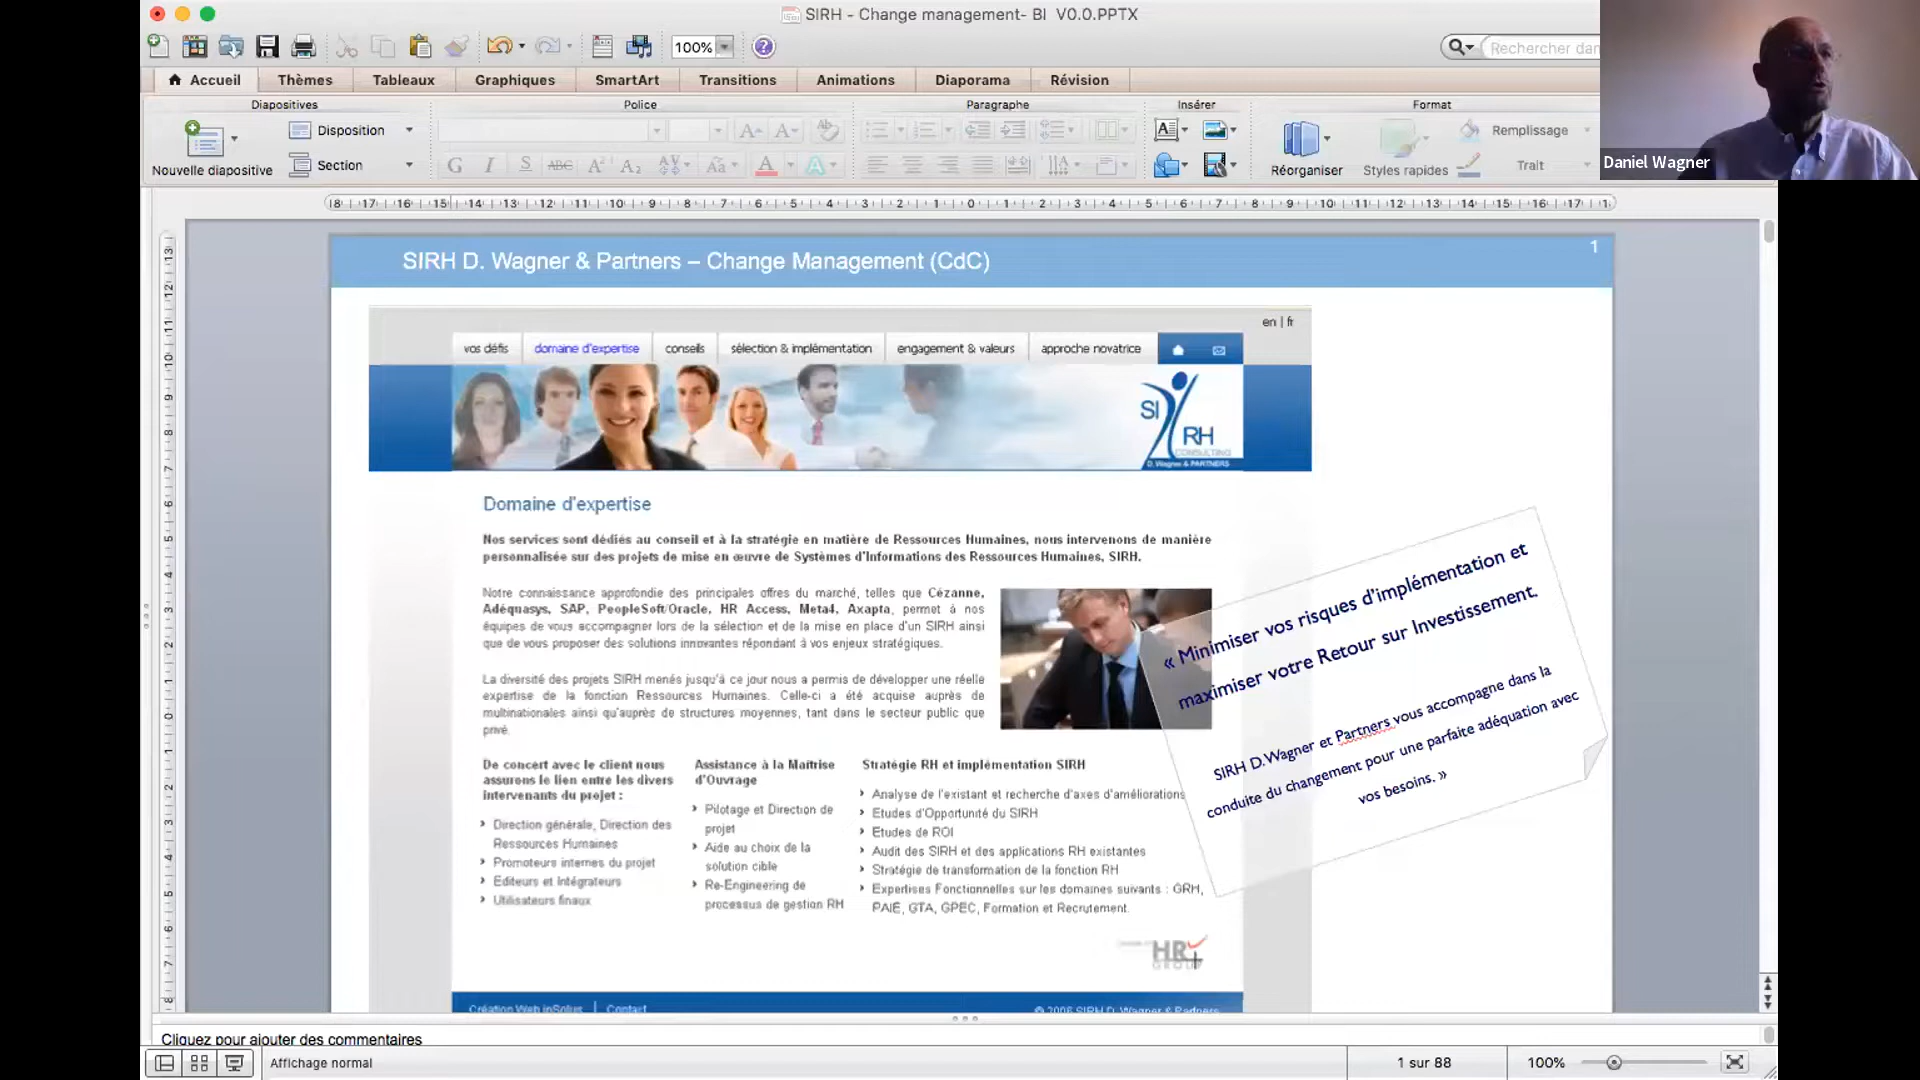 SIRH - Change management- BI V0.0.PPTX
100%
Rechercher dan
Accueil Thèmes Tableaux Graphiques SmartArt Transitions Animations Diaporama Révision
Diapositives Police Paragraphe Insérer Format
Nouvelle diapositive
Disposition
Section
G I S ABC
Réorganiser
Styles rapides
Remplissage
Trait
Daniel Wagner
SIRH D. Wagner & Partners – Change Management (CdC)
1
en | fr
vos défis domaine d'expertise conseils sélection & implémentation engagement & valeurs approche novatrice
SI
RH
CONSULTING
D. Wagner & PARTNERS
Domaine d'expertise
Nos services sont dédiés au conseil et à la stratégie en matière de Ressources Humaines, nous intervenons de manière
personnalisée sur des projets de mise en œuvre de Systèmes d'Informations des Ressources Humaines, SIRH.
Notre connaissance approfondie des principales offres du marché, telles que Cézanne,
Adéquasys, SAP, PeopleSoft/Oracle, HR Access, Meta4, Axapta, permet à nos
équipes de vous accompagner lors de la sélection et de la mise en place d'un SIRH ainsi
que de vous proposer des solutions innovantes répondant à vos enjeux stratégiques.
La diversité des projets SIRH menés jusqu'à ce jour nous a permis de développer une réelle
expertise de la fonction Ressources Humaines. Celle-ci a été acquise auprès de
multinationales ainsi qu'auprès de structures moyennes, tant dans le secteur public que
privé.
De concert avec le client nous
assurons le lien entre les divers
intervenants du projet :
Direction générale, Direction des
Ressources Humaines
Promoteurs internes du projet
Editeurs et Intégrateurs
Utilisateurs finaux
Assistance à la Maîtrise
d'Ouvrage
Pilotage et Direction de
projet
Aide au choix de la
solution cible
Re-Engineering de
processus de gestion RH
Stratégie RH et implémentation SIRH
Analyse de l'existant et recherche d'axes d'améliorations
Etudes d'Opportunité du SIRH
Etudes de ROI
Audit des SIRH et des applications RH existantes
Stratégie de transformation de la fonction RH
Expertises Fonctionnelles sur les domaines suivants : GRH,
PAIE, GTA, GPEC, Formation et Recrutement.
« Minimiser vos risques d'implémentation et
maximiser votre Retour sur Investissement.
SIRH D.Wagner et Partners vous accompagne dans la
conduite du changement pour une parfaite adéquation avec
vos besoins. »
HR
GROUP
Création Web inSolus | Contact
© 2006 SIRH D. Wagner & Partners
Cliquez pour ajouter des commentaires
Affichage normal
1 sur 88
100%